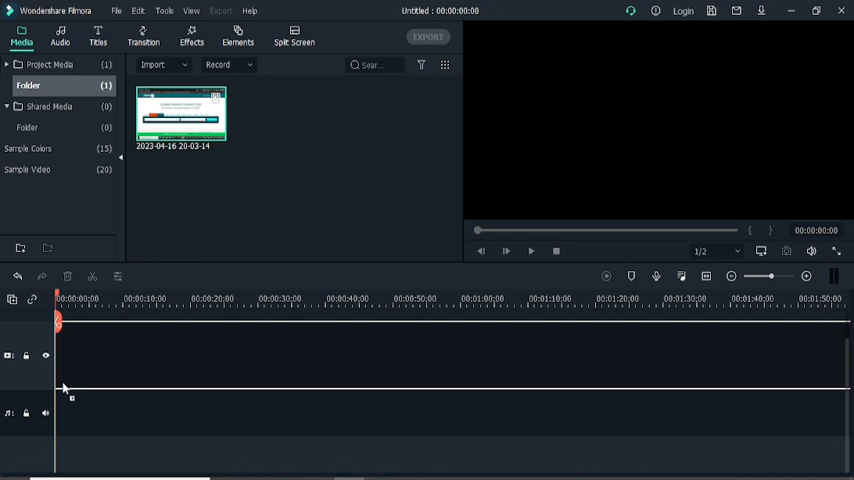 Wondershare Filmora File Edit Tools View Export Help Untitled : 00:00:00:00 Login
Media Audio Titles Transition Effects Elements Split Screen EXPORT
Project Media (1) Import Record Sear...
Folder (1)
Shared Media (0)
Folder (0)
Sample Colors (15)
Sample Video (20)
2023-04-16 20-03-14
{ } 00:00:00:00
1/2
00:00:00:00 00:00:10:00 00:00:20:00 00:00:30:00 00:00:40:00 00:00:50:00 00:01:00:00 00:01:10:00 00:01:20:00 00:01:30:00 00:01:40:00 00:01:50:00
1
1